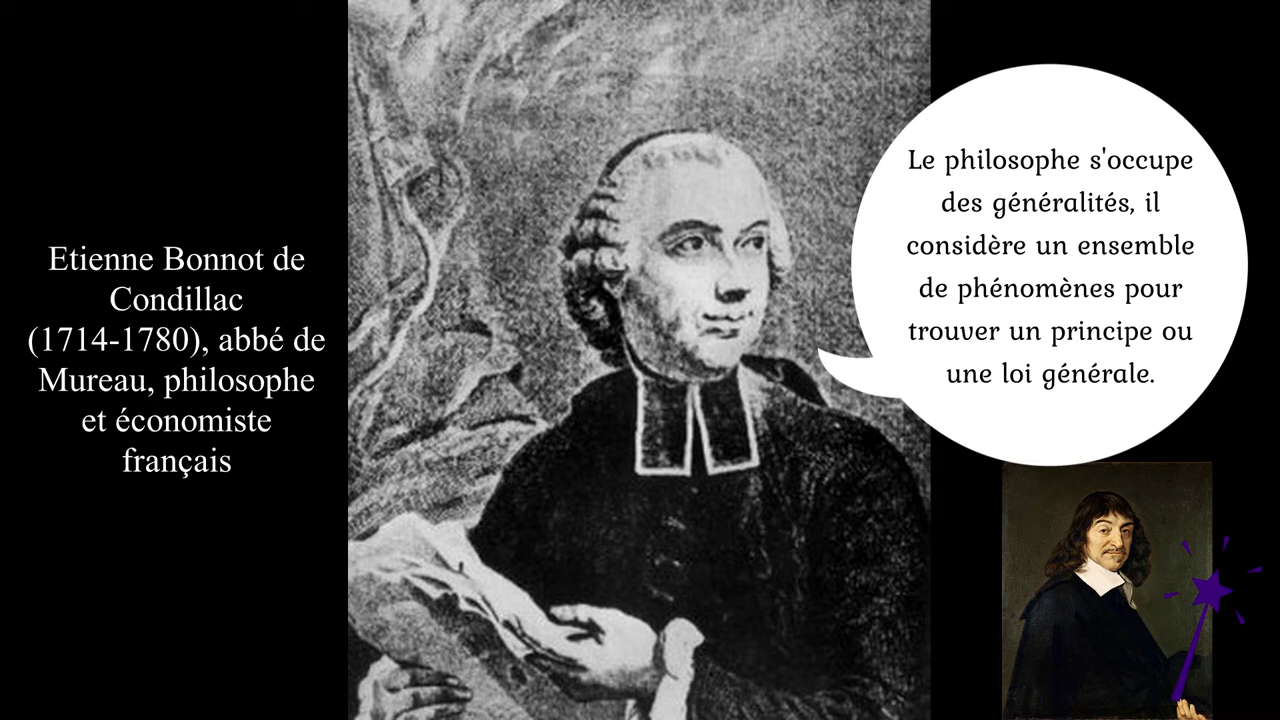 Etienne Bonnot de
Condillac
(1714-1780), abbé de
Mureau, philosophe
et économiste
français
Le philosophe s'occupe
des généralités, il
considère un ensemble
de phénomènes pour
trouver un principe ou
une loi générale.